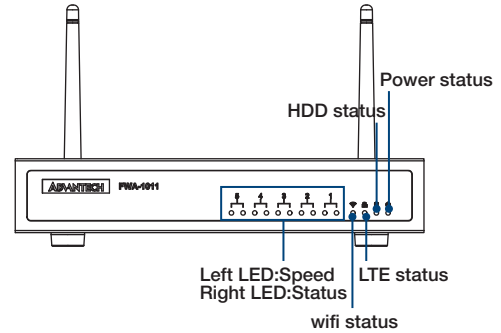 Power status
HDD status
ADVANTECH FWA-1011
5 4 3 2 1
Left LED:Speed
Right LED:Status
LTE status
wifi status